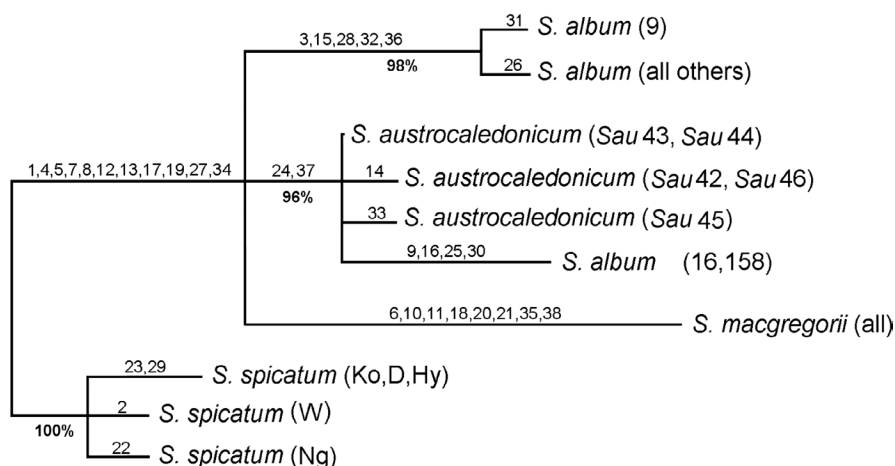 31 S. album (9)
3,15,28,32,36
98%
26 S. album (all others)
S. austrocaledonicum (Sau 43, Sau 44)
1,4,5,7,8,12,13,17,19,27,34
24,37
96%
14 S. austrocaledonicum (Sau 42, Sau 46)
33 S. austrocaledonicum (Sau 45)
9,16,25,30
S. album (16,158)
6,10,11,18,20,21,35,38
S. macgregorii (all)
23,29
S. spicatum (Ko,D,Hy)
2 S. spicatum (W)
100%
22 S. spicatum (Ng)